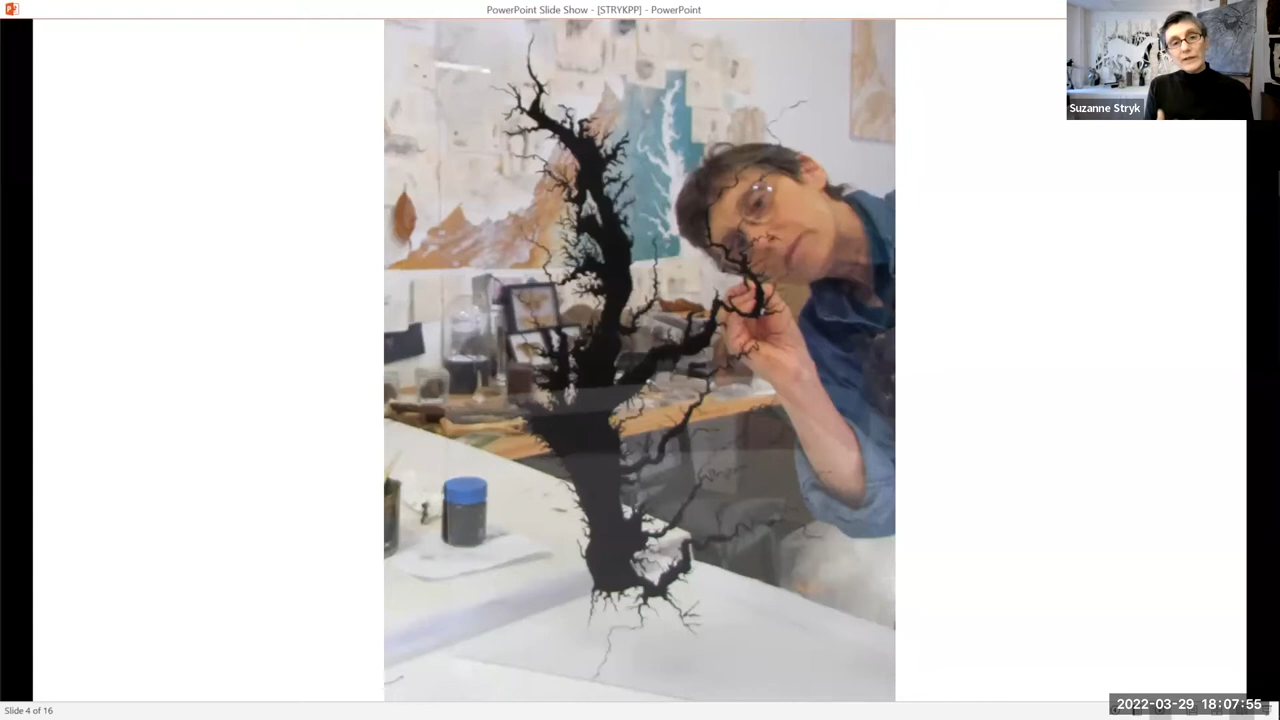 PowerPoint Slide Show - [STRYKPP] - PowerPoint
Suzanne Stryk
2022-03-29 18:07:55
Slide 4 of 16